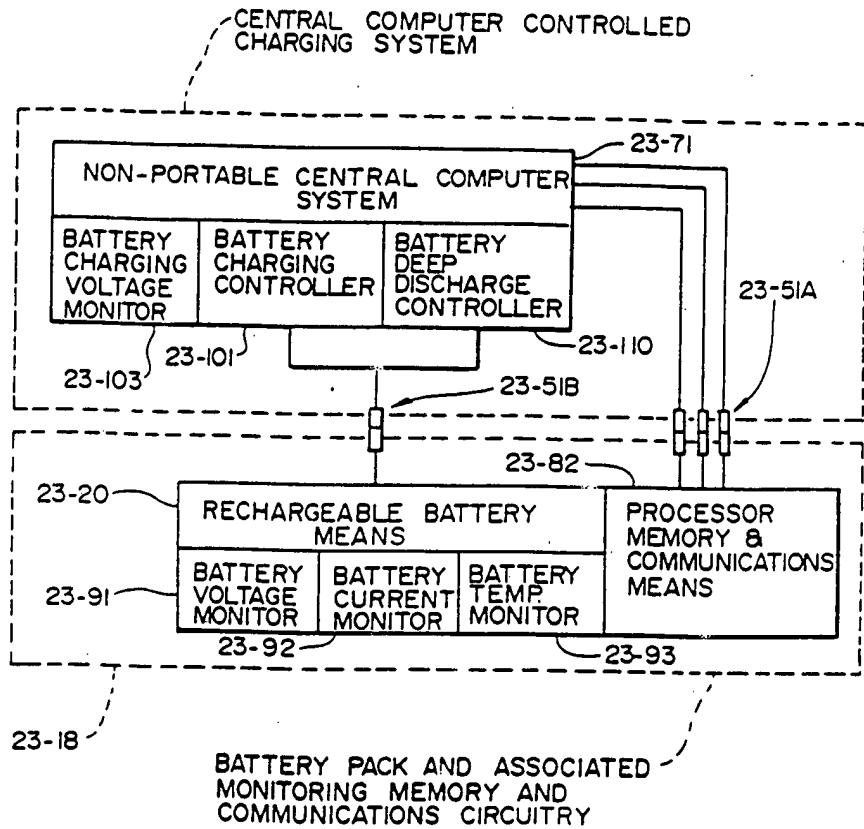 CENTRAL COMPUTER CONTROLLED
CHARGING SYSTEM
23-71
NON-PORTABLE CENTRAL COMPUTER
SYSTEM
BATTERY
CHARGING
VOLTAGE
MONITOR
BATTERY
CHARGING
CONTROLLER
BATTERY
DEEP
DISCHARGE
CONTROLLER
23-51A
23-103
23-101
23-110
23-51B
23-82
23-20
RECHARGEABLE BATTERY
MEANS
PROCESSOR
MEMORY &
COMMUNICATIONS
MEANS
23-91
BATTERY
VOLTAGE
MONITOR
BATTERY
CURRENT
MONITOR
BATTERY
TEMP.
MONITOR
23-92
23-93
23-18
BATTERY PACK AND ASSOCIATED
MONITORING MEMORY AND
COMMUNICATIONS CIRCUITRY